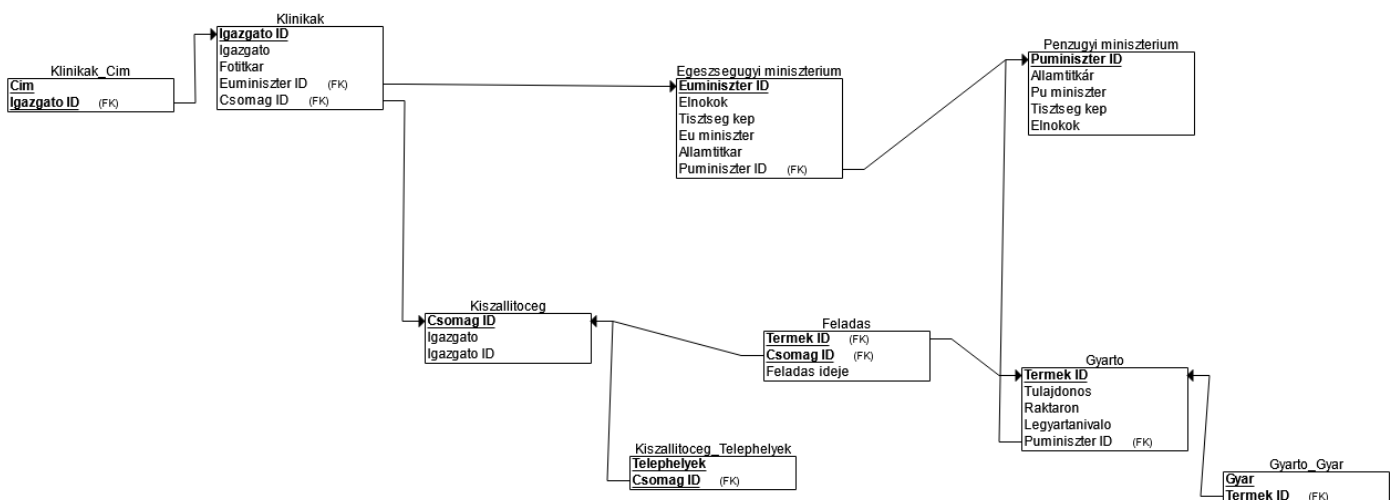 Klinikak
Igazgato ID
Igazgato
Fotitkar
Euminiszter ID (FK)
Csomag ID (FK)
Klinikak_Cim
Cim
Igazgato ID (FK)
Egeszsegugyi miniszterium
Euminiszter ID
Elnokok
Tisztseg kep
Eu miniszter
Allamtitkar
Puminiszter ID (FK)
Penzugyi miniszterium
Puminiszter ID
Allamtitkár
Pu miniszter
Tisztseg kep
Elnokok
Kiszallitoceg
Csomag ID
Igazgato
Igazgato ID
Feladas
Termek ID (FK)
Csomag ID (FK)
Feladas ideje
Gyarto
Termek ID
Tulajdonos
Raktaron
Legyartanivalo
Puminiszter ID (FK)
Kiszallitoceg_Telephelyek
Telephelyek
Csomag ID (FK)
Gyarto_Gyar
Gyar
Termek ID (FK)